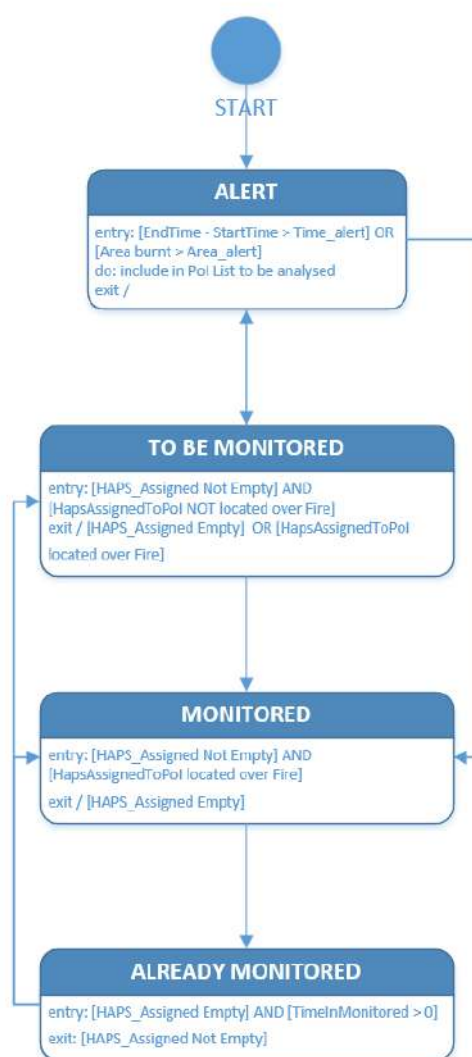 START
ALERT
entry: [EndTime - StartTime > Time_alert] OR
[Area burnt > Area_alert]
do: include in PoI List to be analysed
exit /
TO BE MONITORED
entry: [HAPS_Assigned Not Empty] AND
[HapsAssignedToPoI NOT located over Fire]
exit / [HAPS_Assigned Empty] OR [HapsAssignedToPoI
located over Fire]
MONITORED
entry: [HAPS_Assigned Not Empty] AND
[HapsAssignedToPoI located over Fire]
exit / [HAPS_Assigned Empty]
ALREADY MONITORED
entry: [HAPS_Assigned Empty] AND [TimeInMonitored > 0]
exit: [HAPS_Assigned Not Empty]